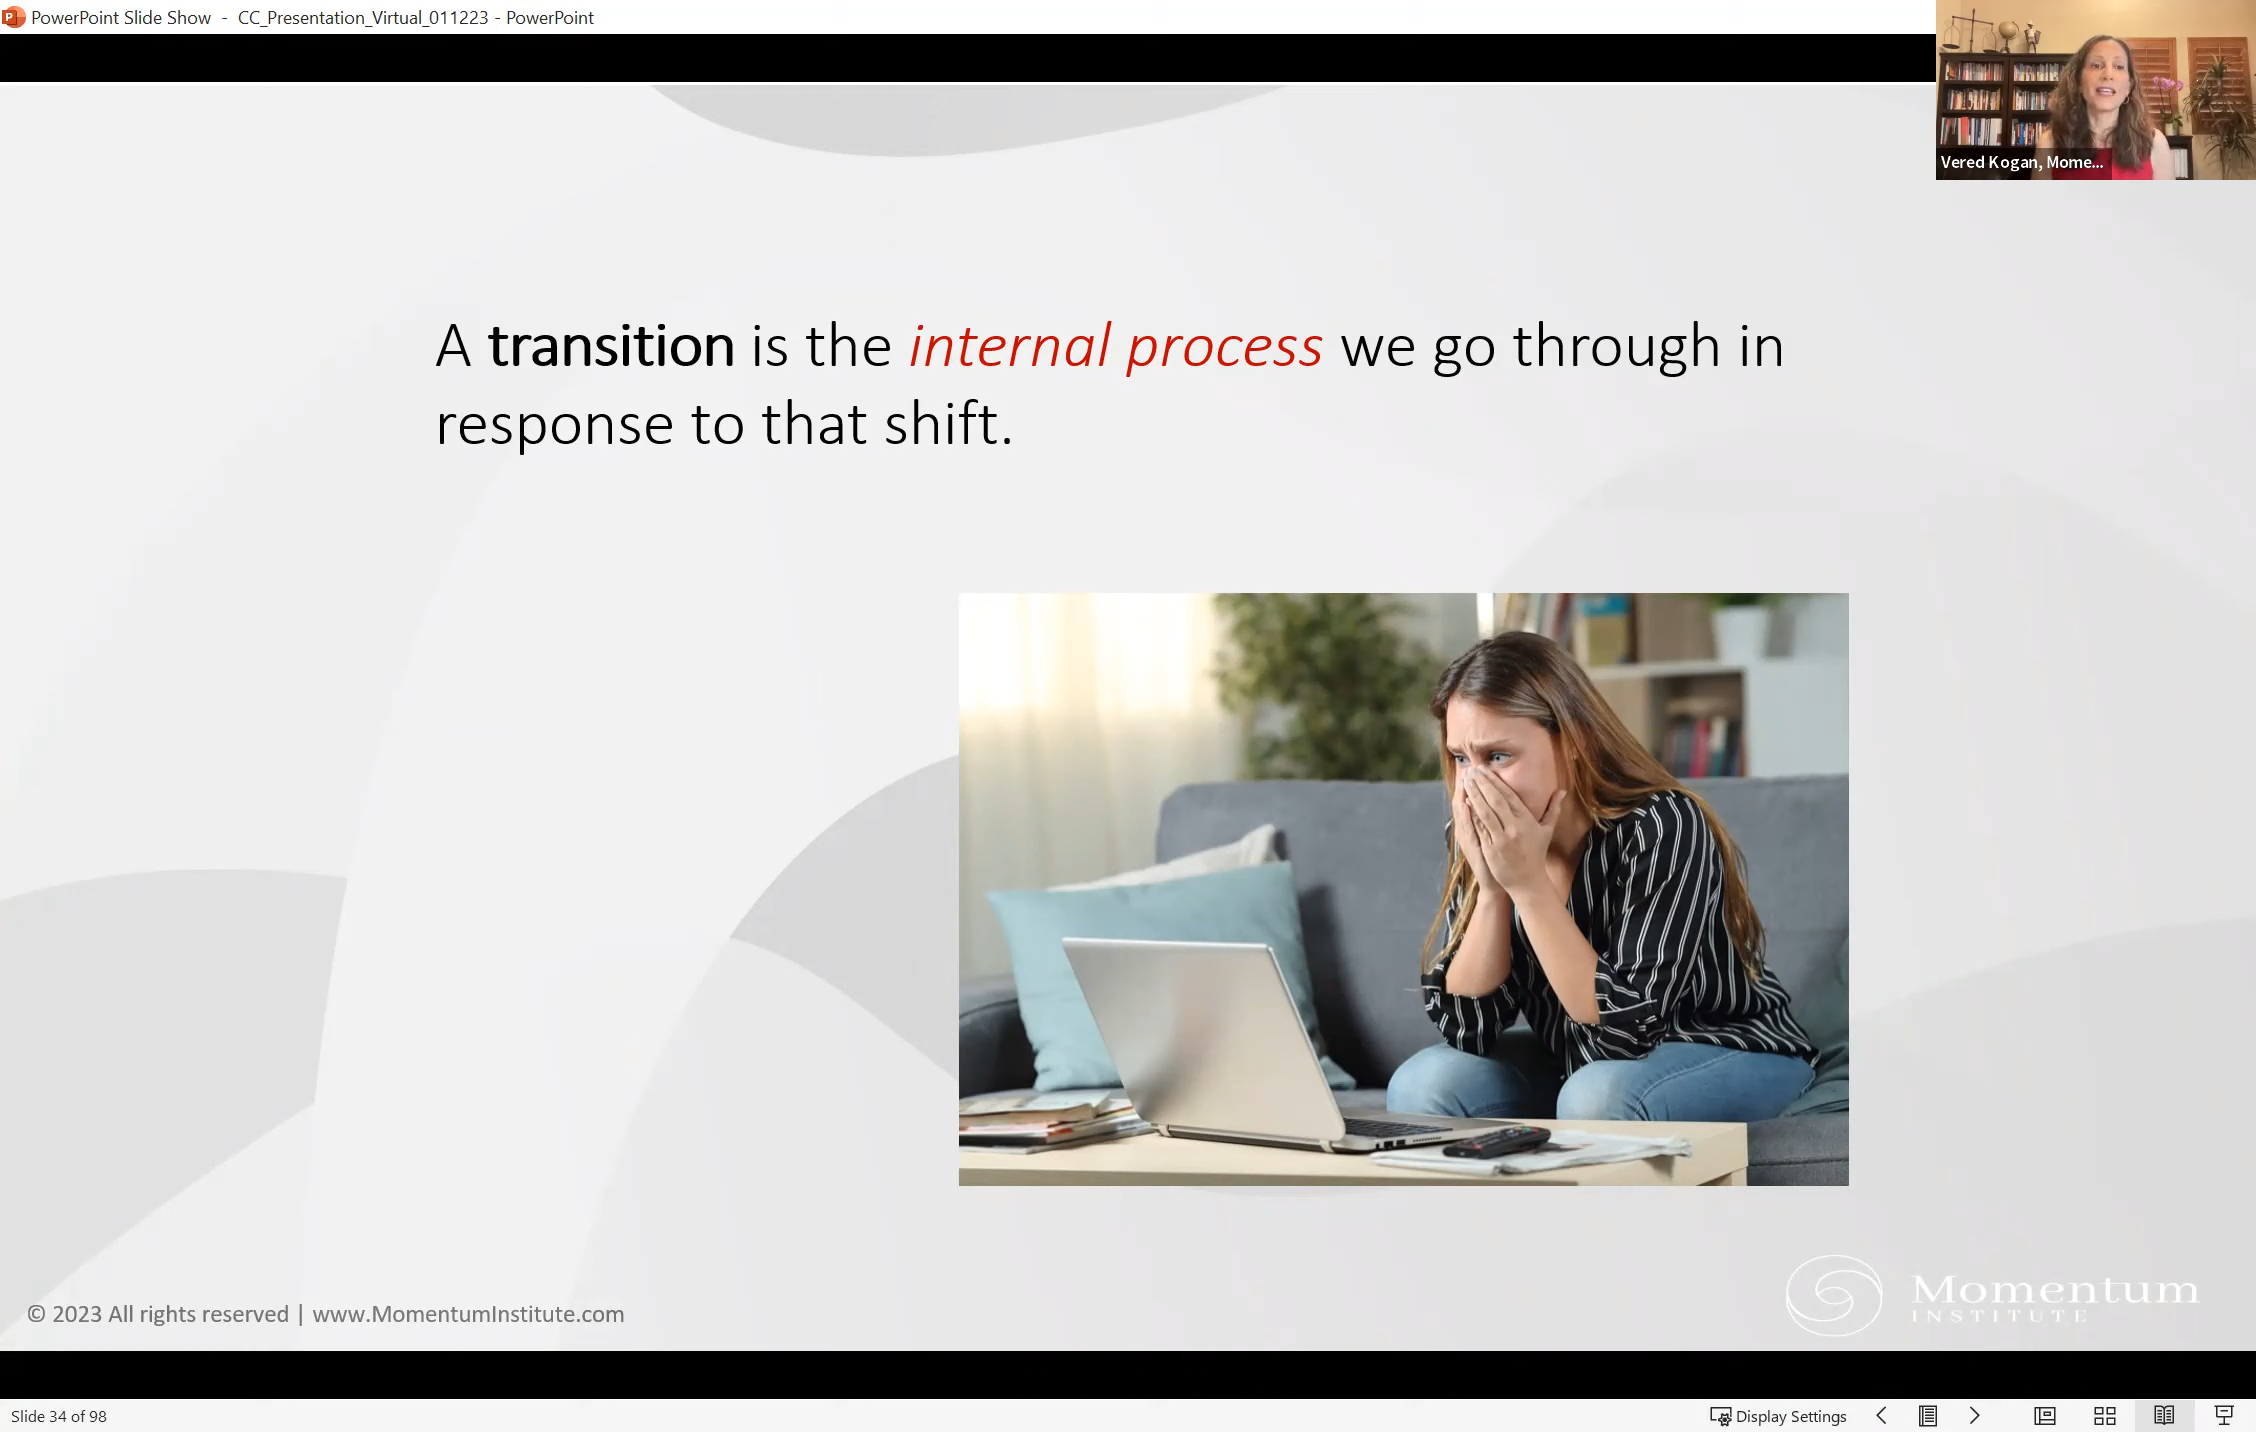 PowerPoint Slide Show - CC_Presentation_Virtual_011223 - PowerPoint
Vered Kogan, Mome...
A transition is the internal process we go through in
response to that shift.
© 2023 All rights reserved | www.MomentumInstitute.com
Momentum
INSTITUTE
Slide 34 of 98
Display Settings